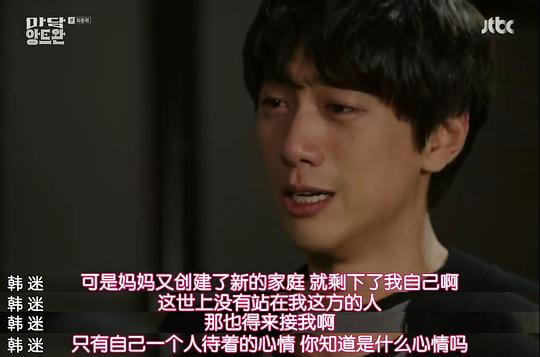 마담
앙트완
최종회
jtbc
韩 迷 可是妈妈又创建了新的家庭 就剩下了我自己啊
韩 迷 这世上没有站在我这方的人
韩 迷 那也得来接我啊
韩 迷 只有自己一个人待着的心情 你知道是什么心情吗